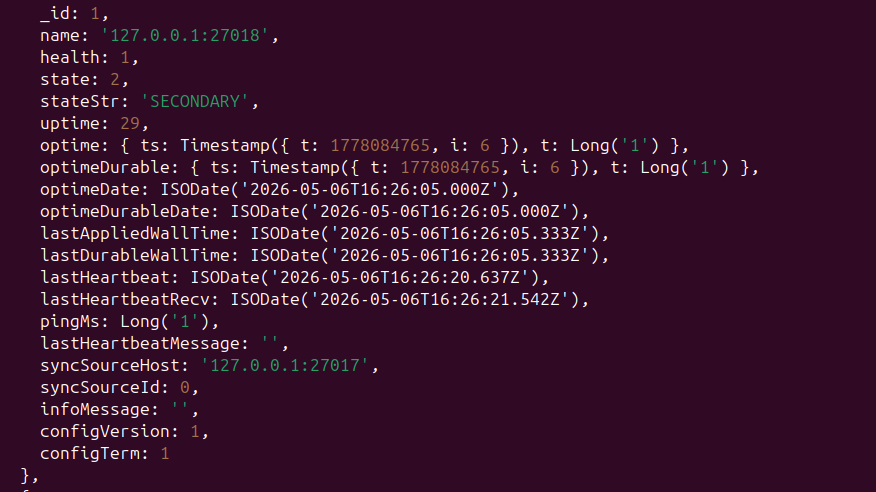 _id: 1,
name: '127.0.0.1:27018',
health: 1,
state: 2,
stateStr: 'SECONDARY',
uptime: 29,
optime: { ts: Timestamp({ t: 1778084765, i: 6 }), t: Long('1') },
optimeDurable: { ts: Timestamp({ t: 1778084765, i: 6 }), t: Long('1') },
optimeDate: ISODate('2026-05-06T16:26:05.000Z'),
optimeDurableDate: ISODate('2026-05-06T16:26:05.000Z'),
lastAppliedWallTime: ISODate('2026-05-06T16:26:05.333Z'),
lastDurableWallTime: ISODate('2026-05-06T16:26:05.333Z'),
lastHeartbeat: ISODate('2026-05-06T16:26:20.637Z'),
lastHeartbeatRecv: ISODate('2026-05-06T16:26:21.542Z'),
pingMs: Long('1'),
lastHeartbeatMessage: '',
syncSourceHost: '127.0.0.1:27017',
syncSourceId: 0,
infoMessage: '',
configVersion: 1,
configTerm: 1
},